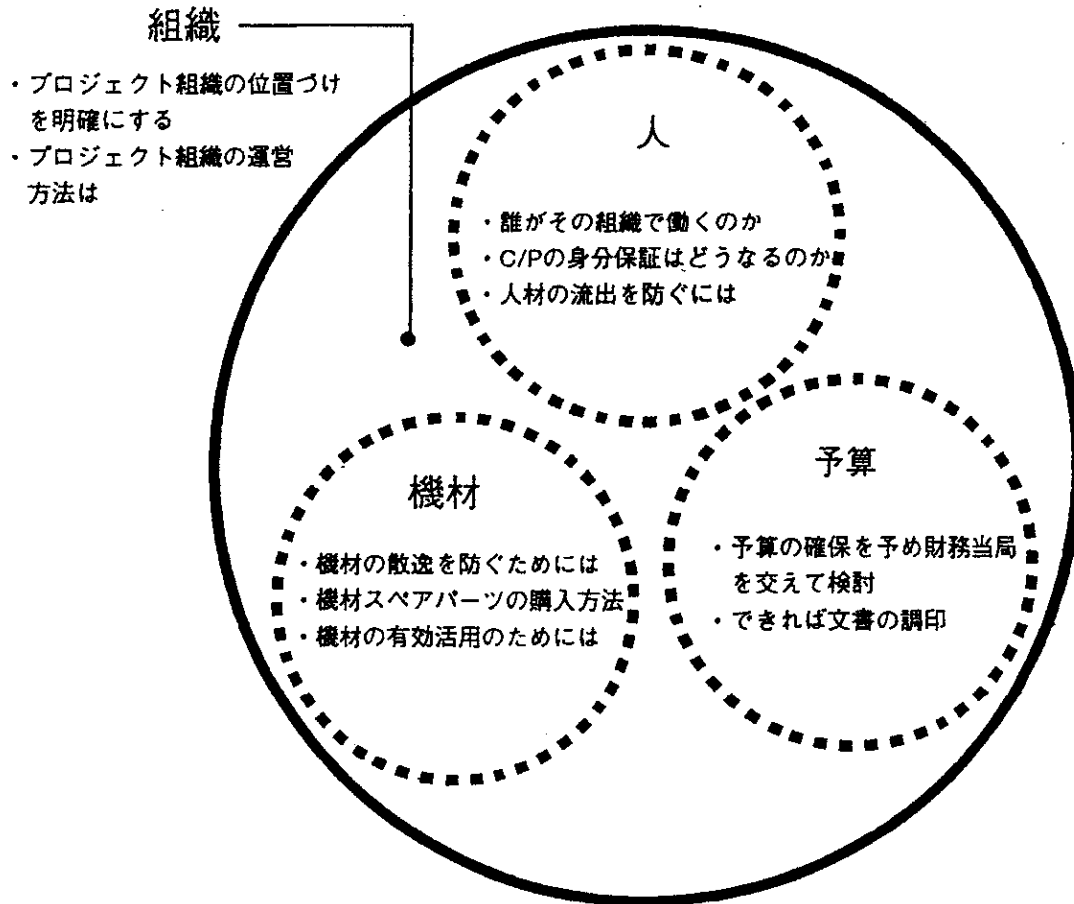 組織
・プロジェクト組織の位置づけ
を明確にする
・プロジェクト組織の運営
方法は
人
・誰がその組織で働くのか
・C/Pの身分保証はどうなるのか
・人材の流出を防ぐには
機材
・機材の散逸を防ぐためには
・機材スペアパーツの購入方法
・機材の有効活用のためには
予算
・予算の確保を予め財務当局
を交えて検討
・できれば文書の調印